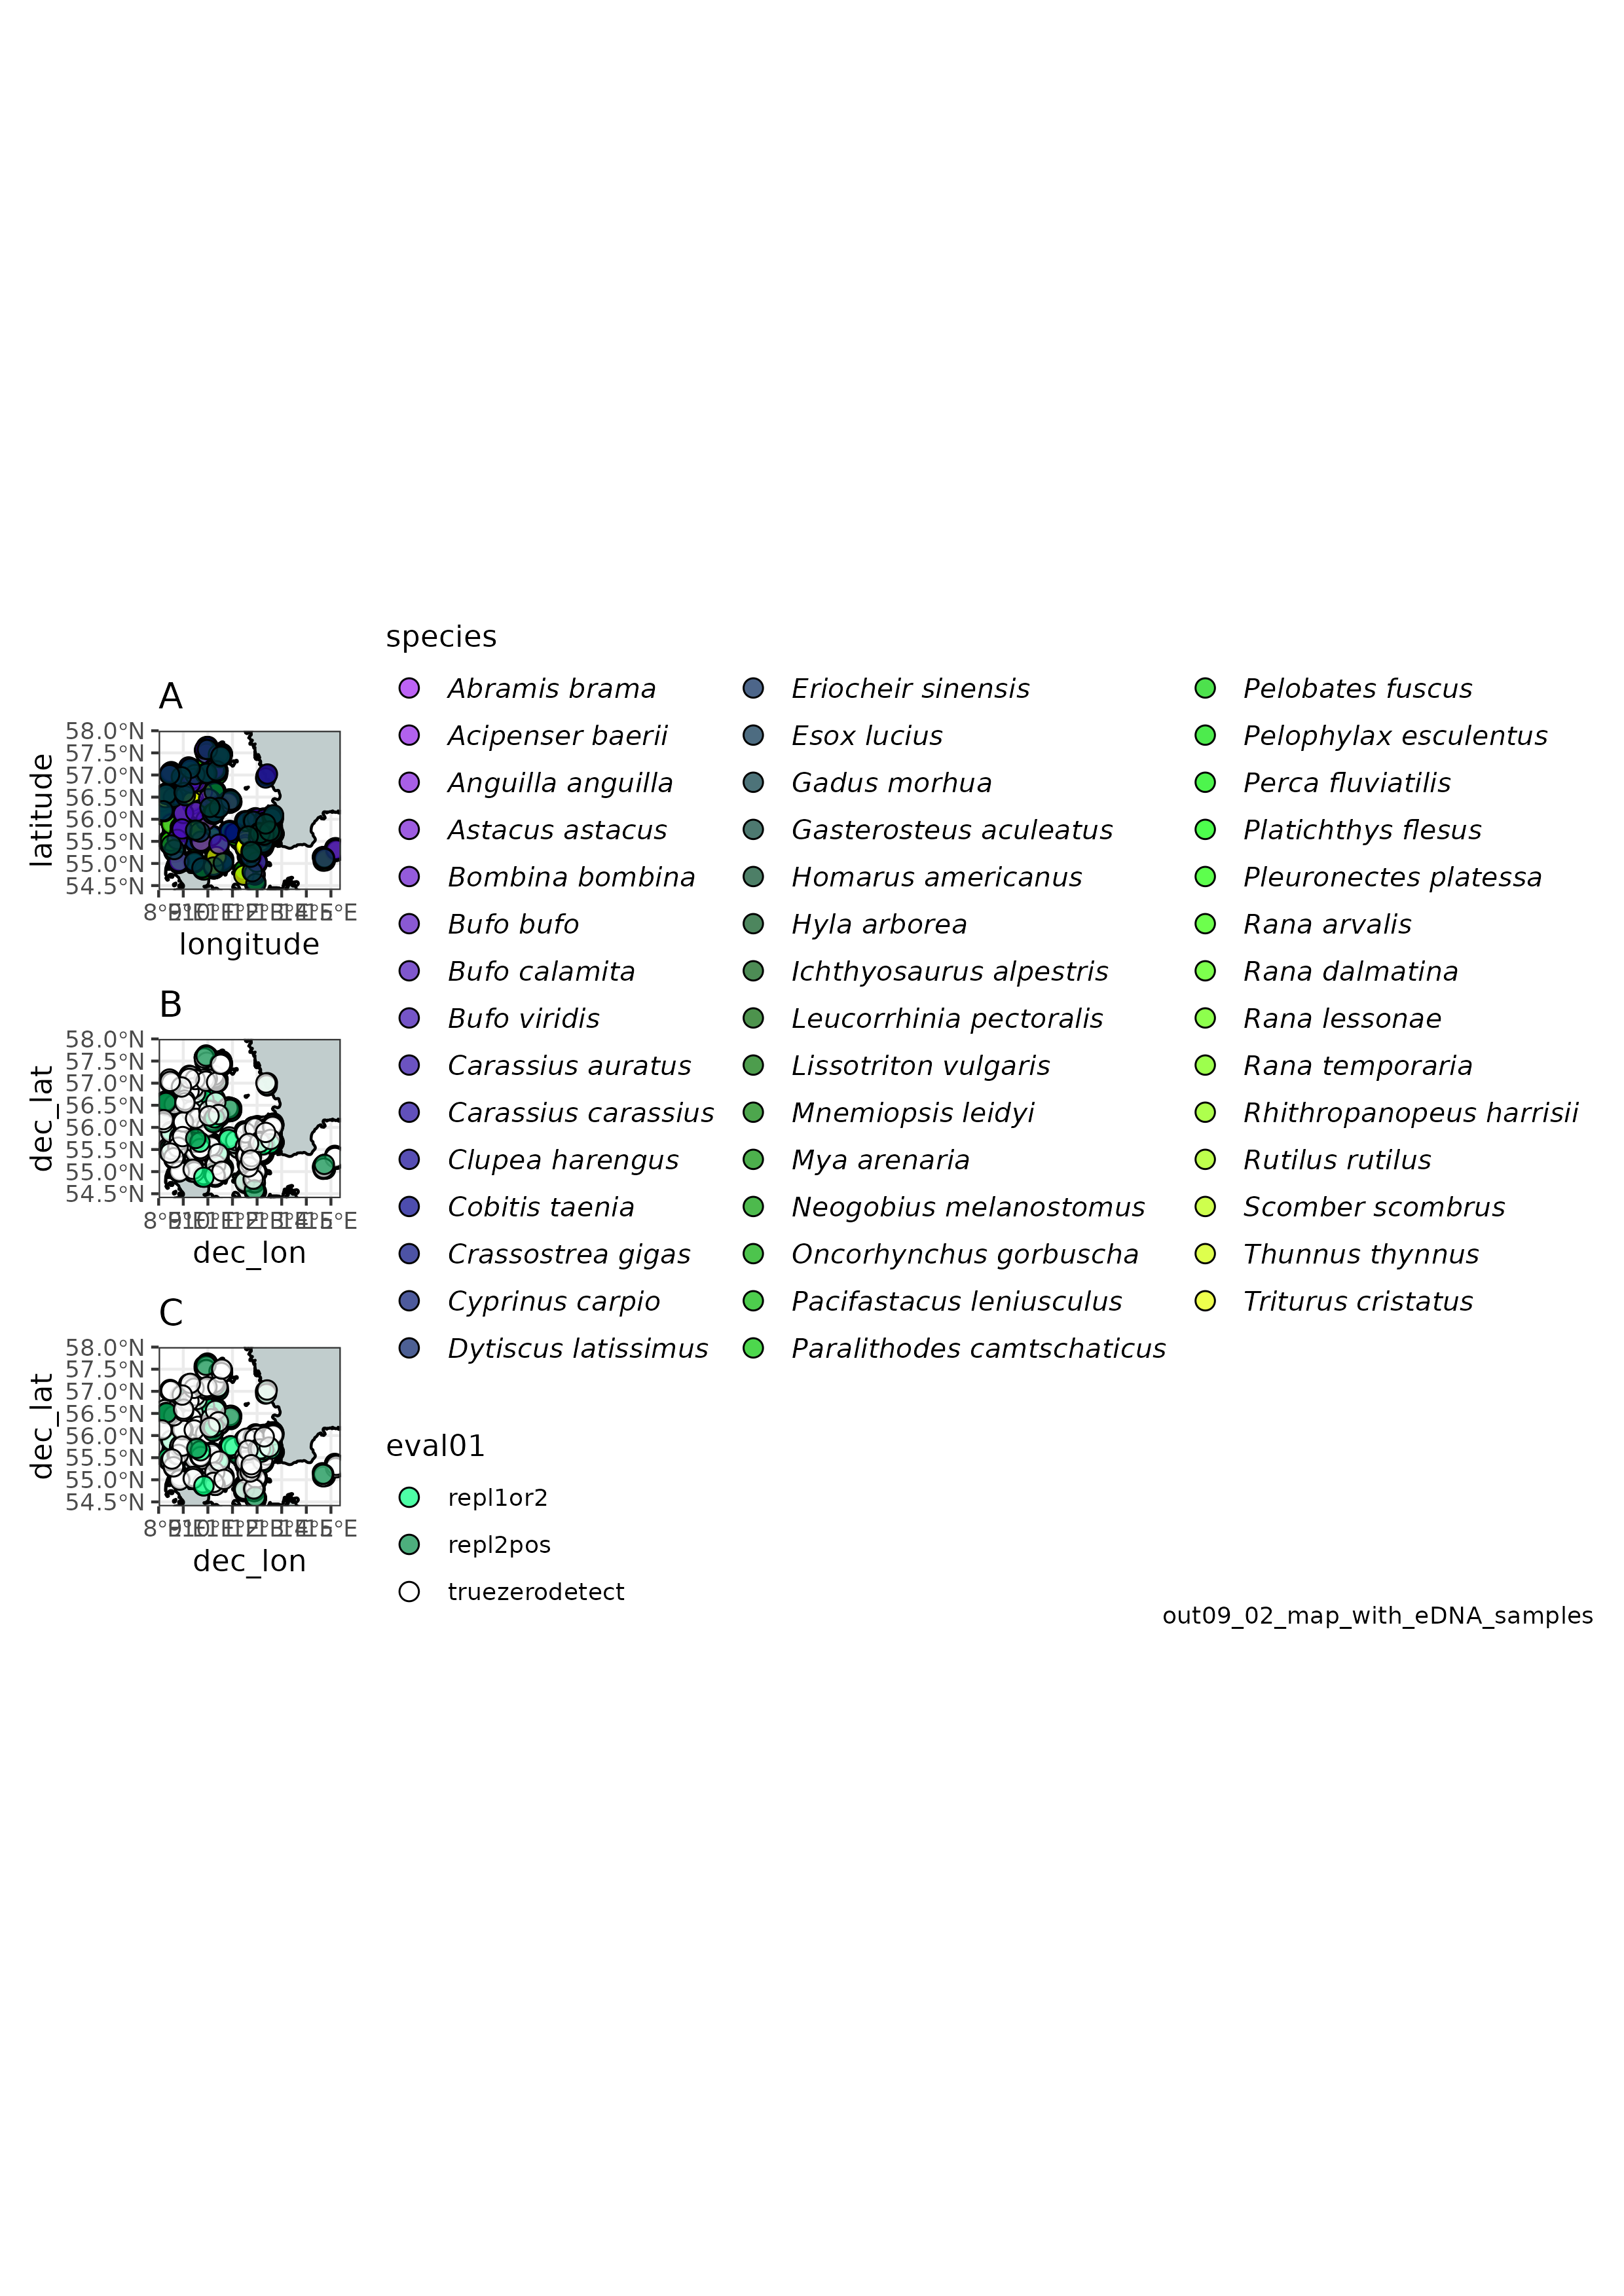 A
58.0°N
57.5°N
57.0°N
56.5°N
56.0°N
55.5°N
55.0°N
54.5°N
latitude
longitude
B
58.0°N
57.5°N
57.0°N
56.5°N
56.0°N
55.5°N
55.0°N
54.5°N
dec_lat
dec_lon
C
58.0°N
57.5°N
57.0°N
56.5°N
56.0°N
55.5°N
55.0°N
54.5°N
dec_lat
dec_lon
species
Abramis brama
Acipenser baerii
Anguilla anguilla
Astacus astacus
Bombina bombina
Bufo bufo
Bufo calamita
Bufo viridis
Carassius auratus
Carassius carassius
Clupea harengus
Cobitis taenia
Crassostrea gigas
Cyprinus carpio
Dytiscus latissimus
Eriocheir sinensis
Esox lucius
Gadus morhua
Gasterosteus aculeatus
Homarus americanus
Hyla arborea
Ichthyosaurus alpestris
Leucorrhinia pectoralis
Lissotriton vulgaris
Mnemiopsis leidyi
Mya arenaria
Neogobius melanostomus
Oncorhynchus gorbuscha
Pacifastacus leniusculus
Paralithodes camtschaticus
Pelobates fuscus
Pelophylax esculentus
Perca fluviatilis
Platichthys flesus
Pleuronectes platessa
Rana arvalis
Rana dalmatina
Rana lessonae
Rana temporaria
Rhithropanopeus harrisii
Rutilus rutilus
Scomber scombrus
Thunnus thynnus
Triturus cristatus
eval01
repl1or2
repl2pos
truezerodetect
out09_02_map_with_eDNA_samples